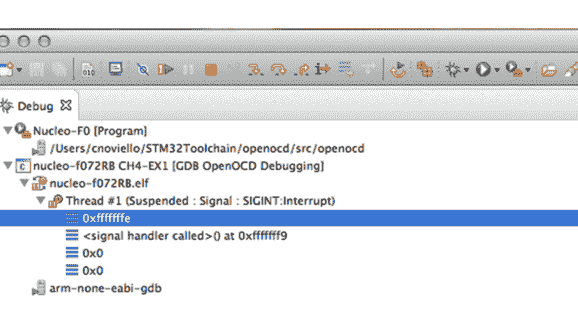 010
Debug
Nucleo-F0 [Program]
/Users/cnoviello/STM32Toolchain/openocd/src/openocd
nucleo-f072RB CH4-EX1 [GDB OpenOCD Debugging]
nucleo-f072RB.elf
Thread #1 (Suspended : Signal : SIGINT:Interrupt)
0xfffffffe
<signal handler called>() at 0xfffffff9
0x0
0x0
arm-none-eabi-gdb